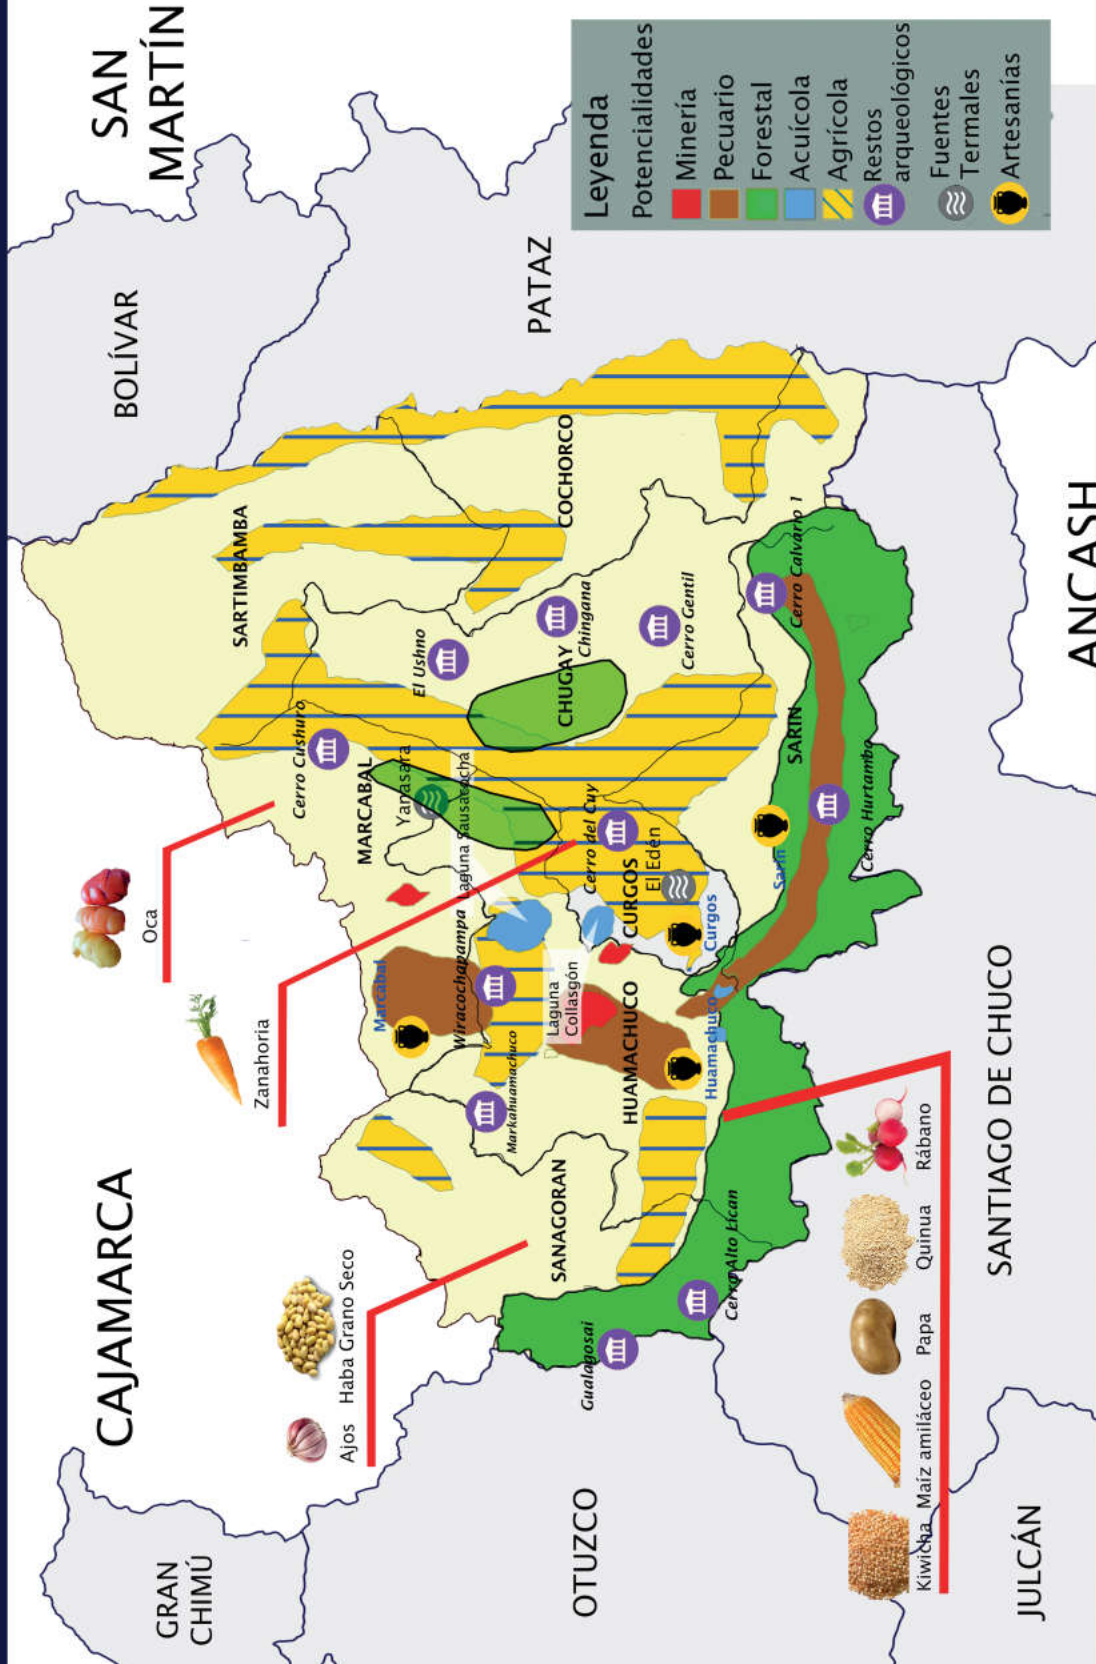 SAN
MARTÍN
BOLÍVAR
PATAZ
CAJAMARCA
GRAN
CHIMÚ
OTUZCO
JULCÁN
SANTIAGO DE CHUCO
ANCASH
Leyenda
Potencialidades
Minería
Pecuario
Forestal
Acuícola
Agrícola
Restos
arqueológicos
Fuentes
Termales
Artesanías
Oca
Zanahoria
Ajos
Haba Grano Seco
Kiwicha
Maíz amiláceo
Papa
Quinua
Rábano
SARTIMBAMBA
COCHORCO
El Ushno
Chingana
CHUGAY
Cerro Gentil
Cerro Calvario 1
Cerro Cushuro
MARCABAL
Yanasara
Laguna Sausacocha
Cerro del Cuy
CURGOS
El Edén
Curgos
SARIN
Sarín
Cerro Hurtambo
Marcabal
Wiracochapampa
Markahuamachuco
Laguna
Collasgón
HUAMACHUCO
Huamachuco
SANAGORAN
Cerro Alto Lican
Gualagosai